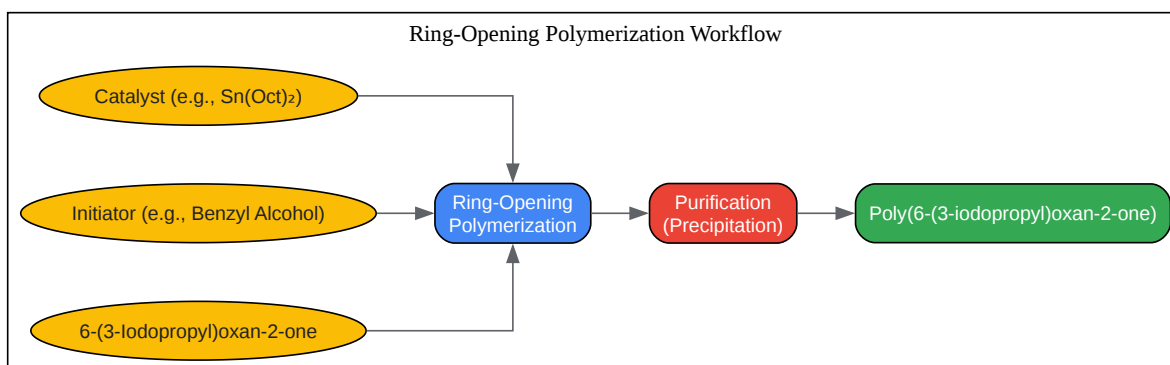 Ring-Opening Polymerization Workflow
Catalyst (e.g., Sn(Oct)₂)
Initiator (e.g., Benzyl Alcohol)
6-(3-Iodopropyl)oxan-2-one
Ring-Opening
Polymerization
Purification
(Precipitation)
Poly(6-(3-iodopropyl)oxan-2-one)